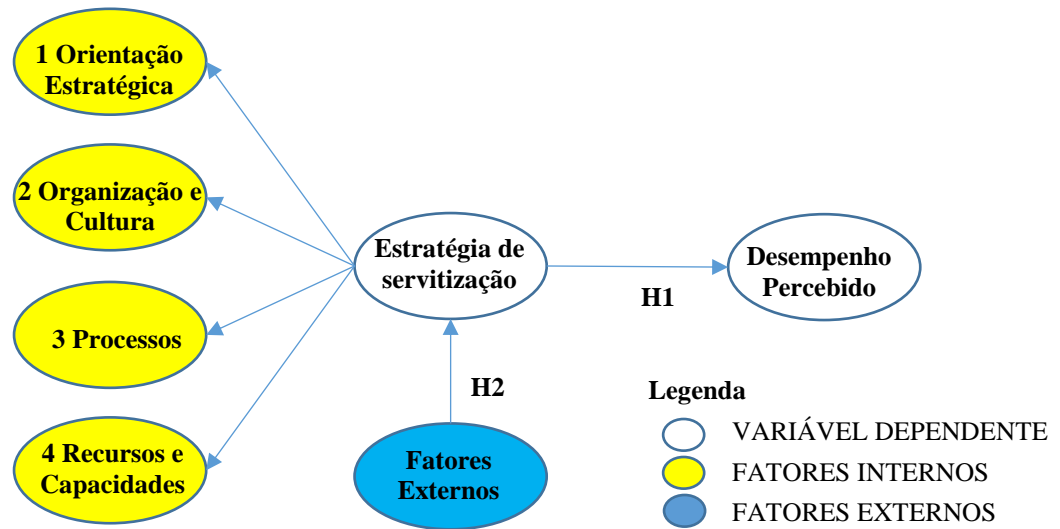 1 Orientação
Estratégica
2 Organização e
Cultura
3 Processos
4 Recursos e
Capacidades
Estratégia de
servitização
H1
Desempenho
Percebido
H2
Fatores
Externos
Legenda
VARIÁVEL DEPENDENTE
FATORES INTERNOS
FATORES EXTERNOS